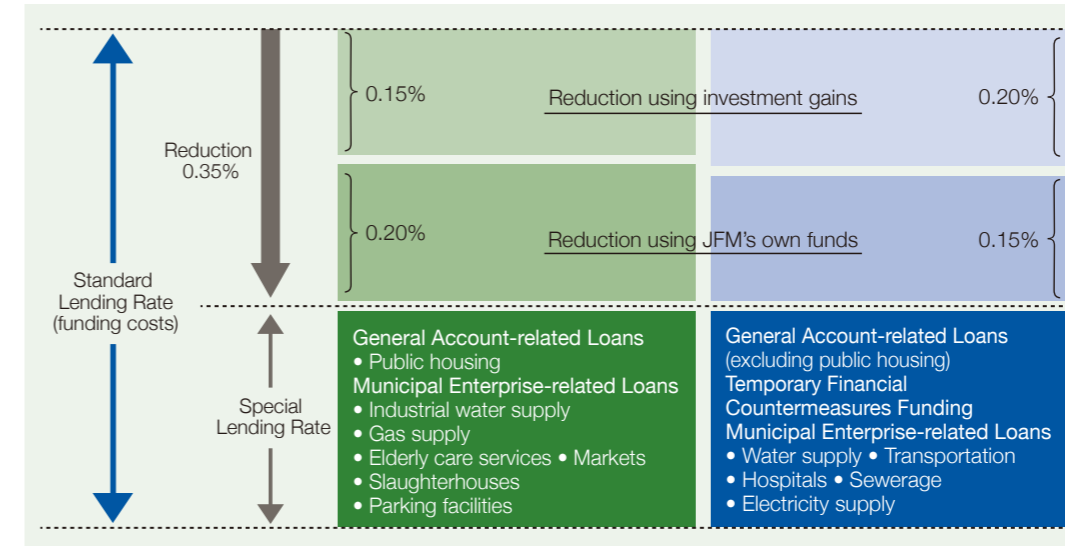 0.15%
Reduction using investment gains
0.20%
Reduction
0.35%
0.20%
Reduction using JFM's own funds
0.15%
Standard
Lending Rate
(funding costs)
Special
Lending Rate
General Account-related Loans
• Public housing
Municipal Enterprise-related Loans
• Industrial water supply
• Gas supply
• Elderly care services • Markets
• Slaughterhouses
• Parking facilities
General Account-related Loans
(excluding public housing)
Temporary Financial
Countermeasures Funding
Municipal Enterprise-related Loans
• Water supply • Transportation
• Hospitals • Sewerage
• Electricity supply